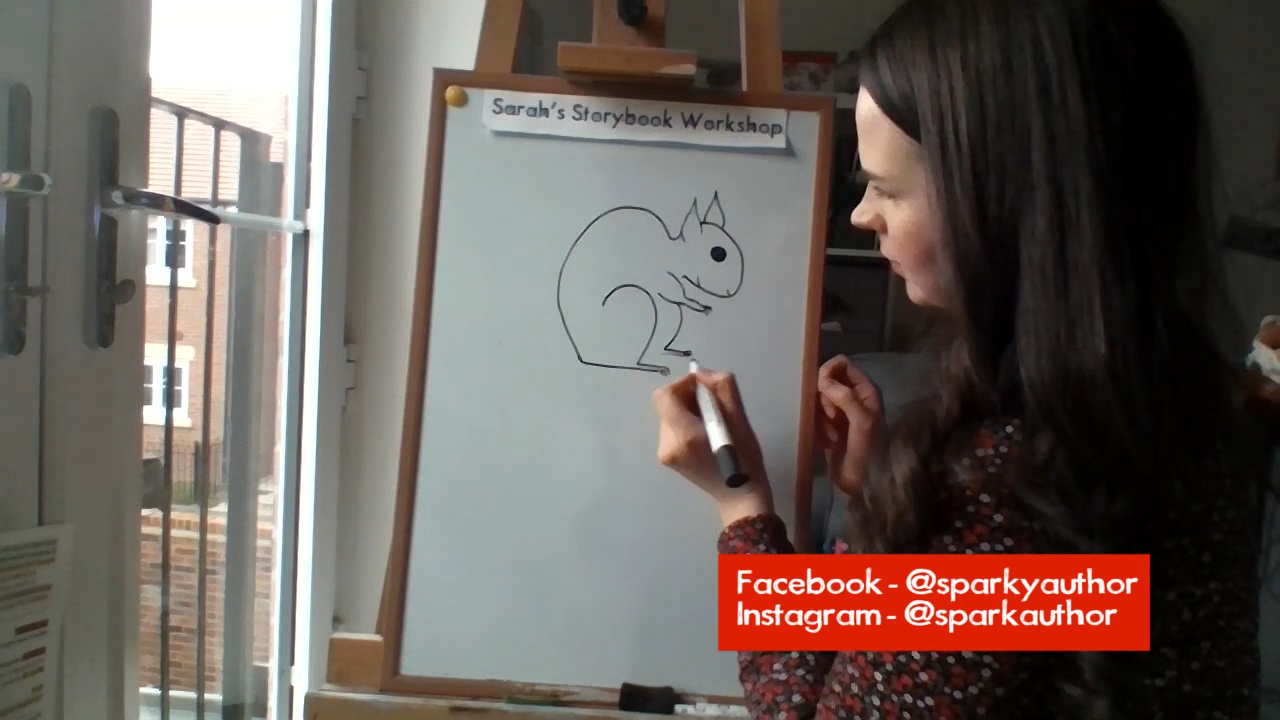 Sarah's Storybook Workshop
Facebook - @sparkyauthor
Instagram - @sparkauthor